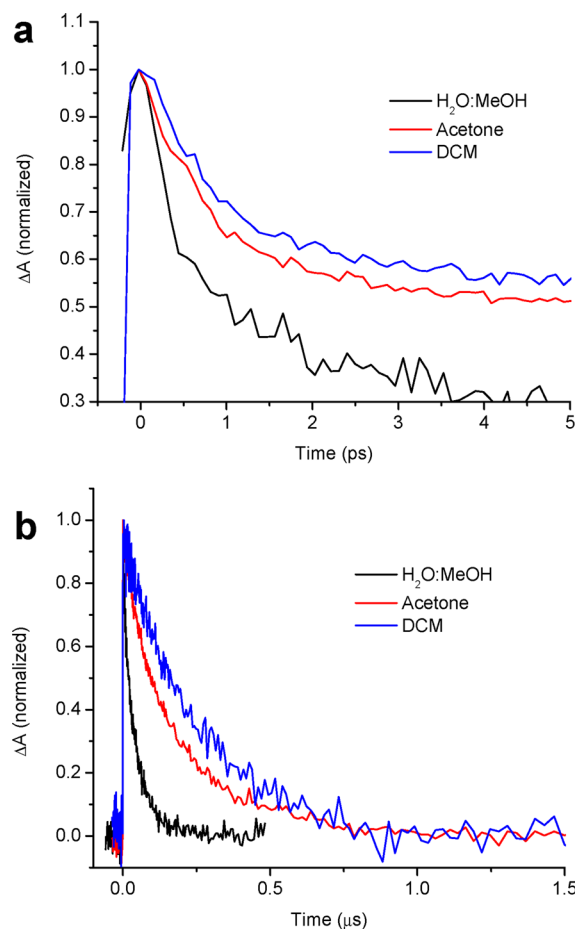 a
1.0
0.9
0.8
0.7
0.6
0.5
0.4
0.3
ΔA (normalized)
H₂O:MeOH
Acetone
DCM
0 1 2 3 4 5
Time (ps)
b
1.0
0.8
0.6
0.4
0.2
0.0
ΔA (normalized)
H₂O:MeOH
Acetone
DCM
0.0 0.5 1.0 1.5
Time (μs)